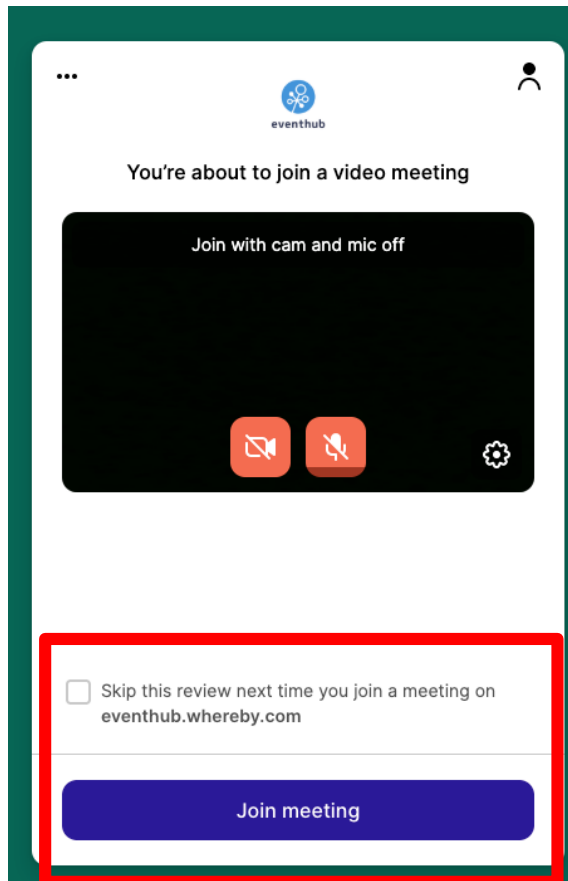 eventhub
You’re about to join a video meeting
Join with cam and mic off
Skip this review next time you join a meeting on
eventhub.whereby.com
Join meeting